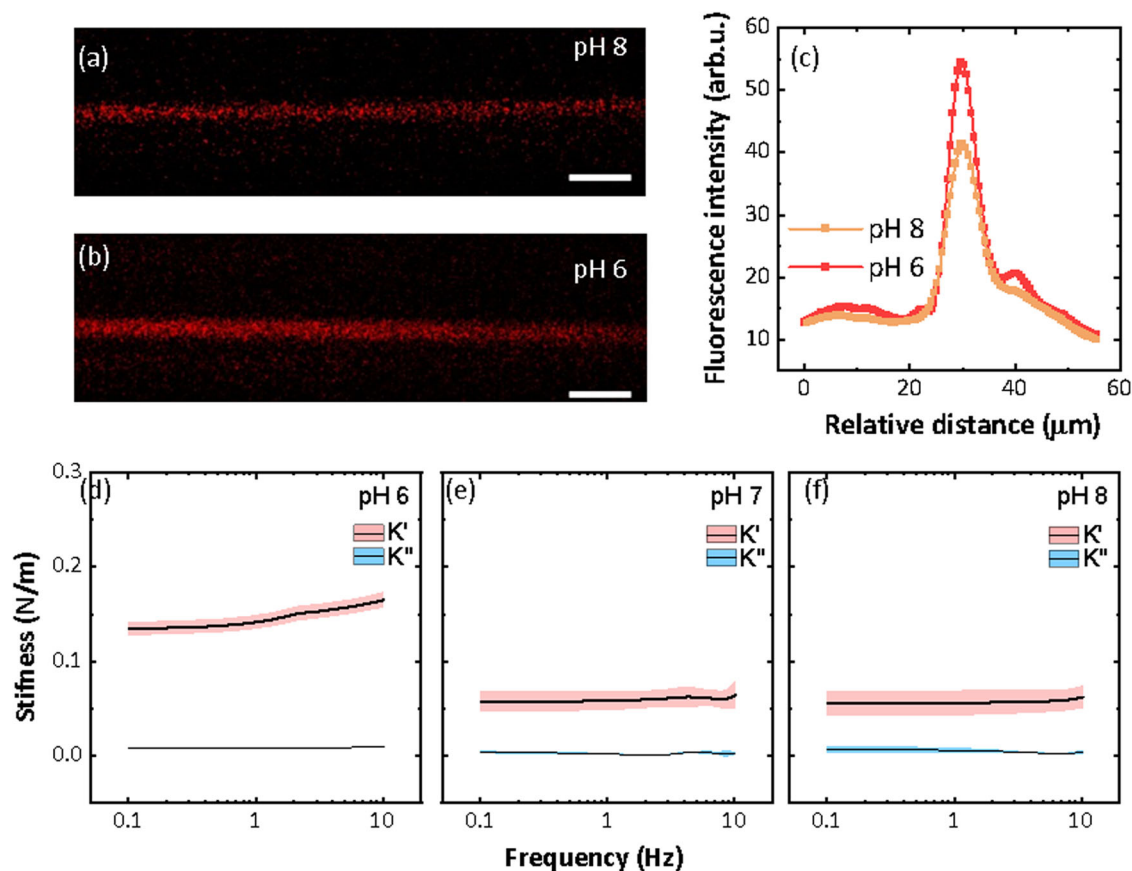 (a)
pH 8
(b)
pH 6
(c)
Fluorescence intensity (arb.u.)
60
50
40
30
20
10
pH 8
pH 6
0 20 40 60
Relative distance (μm)
Stifness (N/m)
0.3
0.2
0.1
0.0
(d)
pH 6
K'
K"
0.1 1 10
(e)
pH 7
K'
K"
0.1 1 10
(f)
pH 8
K'
K"
0.1 1 10
Frequency (Hz)